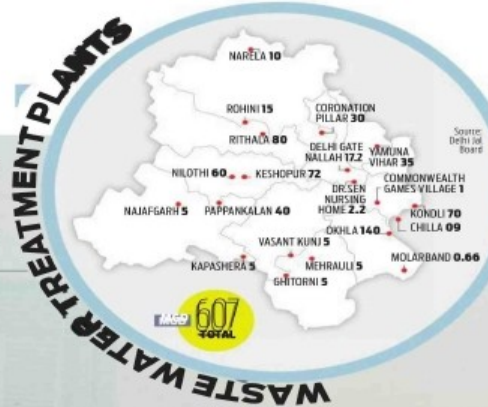 WASTE WATER TREATMENT PLANTS
NARELA 10
ROHINI 15
CORONATION
PILLAR 30
RITHALA 80
DELHI GATE
NALLAH 17.2
YAMUNA
VIHAR 35
Source:
Delhi Jal
Board
NILOTHI 60
KESHOPUR 72
DR.SEN
NURSING
HOME 2.2
COMMONWEALTH
GAMES VILLAGE 1
NAJAFGARH 5
PAPPANKALAN 40
KONDLI 70
CHILLA 09
OKHLA 140
VASANT KUNJ 5
KAPASHERA 5
MEHRAULI 5
GHITORNI 5
MOLARBAND 0.66
MGD 607
TOTAL